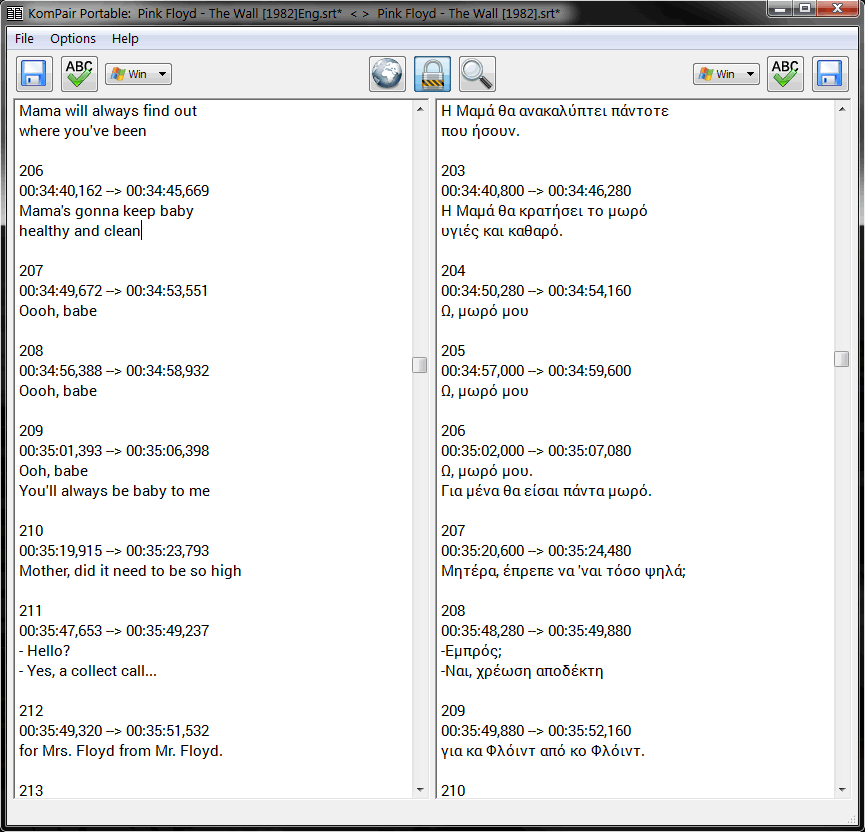 KomPair Portable:  Pink Floyd - The Wall [1982]Eng.srt*  < >  Pink Floyd - The Wall [1982].srt*
File Options Help
ABC Win Win ABC
Mama will always find out
where you've been

206
00:34:40,162 --> 00:34:45,669
Mama's gonna keep baby
healthy and clean

207
00:34:49,672 --> 00:34:53,551
Oooh, babe

208
00:34:56,388 --> 00:34:58,932
Oooh, babe

209
00:35:01,393 --> 00:35:06,398
Ooh, babe
You'll always be baby to me

210
00:35:19,915 --> 00:35:23,793
Mother, did it need to be so high

211
00:35:47,653 --> 00:35:49,237
- Hello?
- Yes, a collect call...

212
00:35:49,320 --> 00:35:51,532
for Mrs. Floyd from Mr. Floyd.

213
Η Μαμά θα ανακαλύπτει πάντοτε
που ήσουν.

203
00:34:40,800 --> 00:34:46,280
Η Μαμά θα κρατήσει το μωρό
υγιές και καθαρό.

204
00:34:50,280 --> 00:34:54,160
Ω, μωρό μου

205
00:34:57,000 --> 00:34:59,600
Ω, μωρό μου

206
00:35:02,000 --> 00:35:07,080
Ω, μωρό μου.
Για μένα θα είσαι πάντα μωρό.

207
00:35:20,600 --> 00:35:24,480
Μητέρα, έπρεπε να 'ναι τόσο ψηλά;

208
00:35:48,280 --> 00:35:49,880
-Εμπρός;
-Ναι, χρέωση αποδέκτη

209
00:35:49,880 --> 00:35:52,160
για κα Φλόιντ από κο Φλόιντ.

210